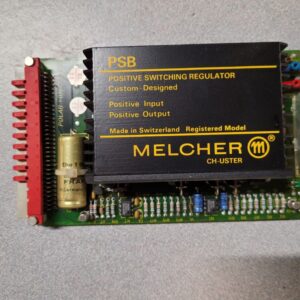 PSB
POSITIVE SWITCHING REGULATOR
Custom-Designed
Positive Input
Positive Output
Made in Switzerland Registered Model
MELCHER m
CH-USTER